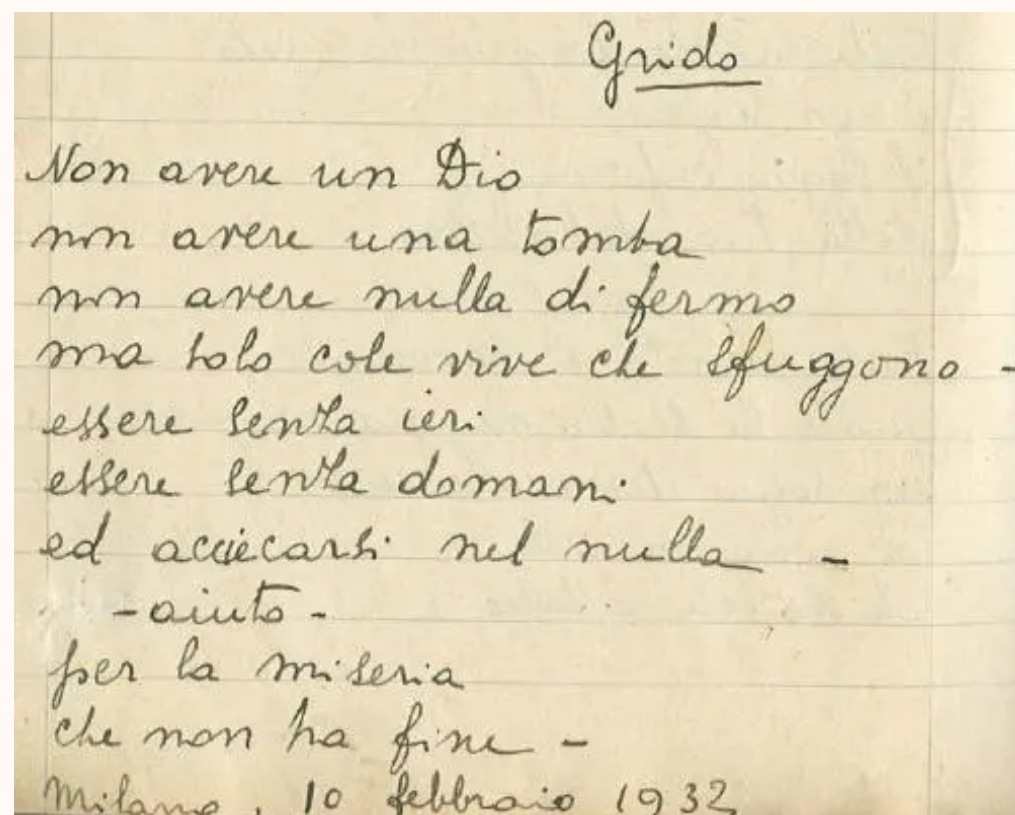 Grido
Non avere un Dio
non avere una tomba
non avere nulla di fermo
ma solo cose vive che sfuggono –
essere senza ieri
essere senza domani
ed acciecarsi nel nulla –
– aiuto –
per la miseria
che non ha fine –
Milano, 10 febbraio 1932